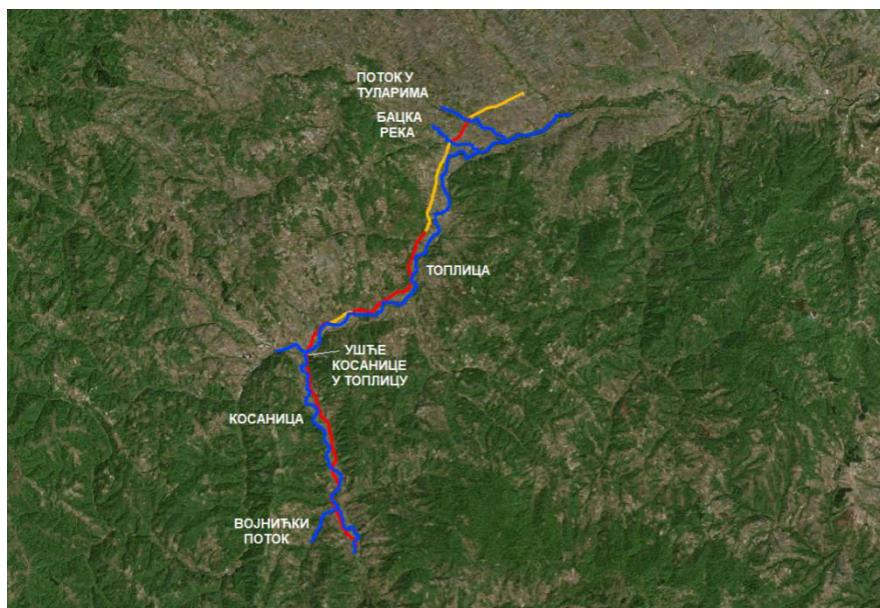 ПОТОК У
ТУЛАРИМА
БАЦКА
РЕКА
ТОПЛИЦА
УШЋЕ
КОСАНИЦЕ
У ТОПЛИЦУ
КОСАНИЦА
ВОЈНИЋКИ
ПОТОК